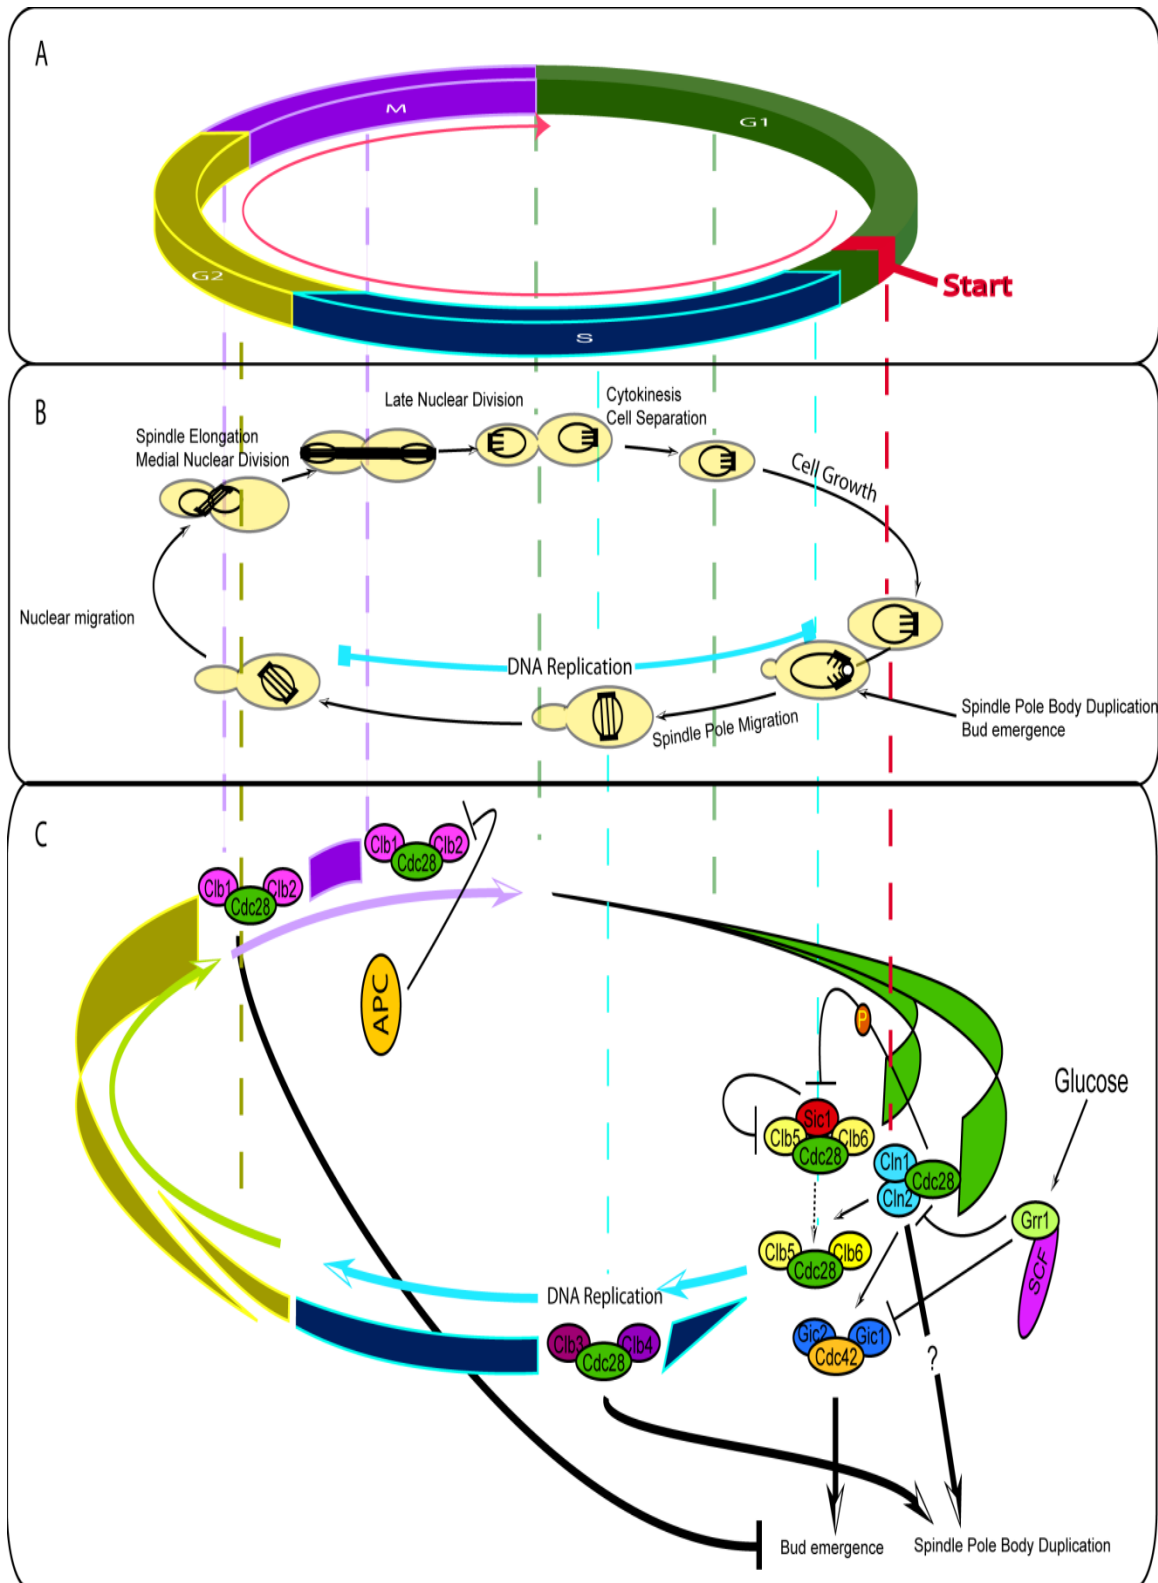 A
M
G1
G2
S
Start
B
Late Nuclear Division
Cytokinesis
Cell Separation
Spindle Elongation
Medial Nuclear Division
Cell Growth
Nuclear migration
DNA Replication
Spindle Pole Migration
Spindle Pole Body Duplication
Bud emergence
C
Clb1
Clb2
Cdc28
Clb1
Clb2
Cdc28
APC
P
Glucose
Sic1
Clb5
Clb6
Cdc28
Cln1
Cln2
Cdc28
Grr1
SCF
Clb5
Clb6
Cdc28
DNA Replication
Clb3
Clb4
Cdc28
Gic2
Gic1
Cdc42
?
Bud emergence
Spindle Pole Body Duplication